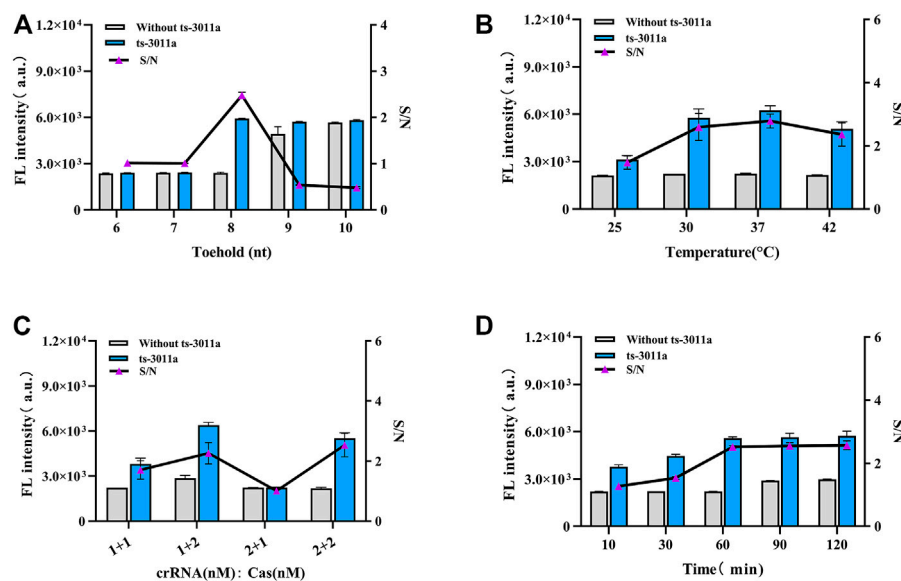 A
Without ts-3011a
ts-3011a
S/N
FL intensity( a.u.)
1.2×10⁴
9.0×10³
6.0×10³
3.0×10³
0
4
3
2
1
0
S/N
6 7 8 9 10
Toehold (nt)
B
Without ts-3011a
ts-3011a
S/N
FL intensity( a.u.)
1.2×10⁴
9.0×10³
6.0×10³
3.0×10³
0
6
4
2
0
S/N
25 30 37 42
Temperature(°C)
C
Without ts-3011a
ts-3011a
S/N
FL intensity( a.u.)
1.2×10⁴
9.0×10³
6.0×10³
3.0×10³
0
6
4
2
0
S/N
1+1 1+2 2+1 2+2
crRNA(nM): Cas(nM)
D
Without ts-3011a
ts-3011a
S/N
FL intensity( a.u.)
1.2×10⁴
9.0×10³
6.0×10³
3.0×10³
0
6
4
2
0
S/N
10 30 60 90 120
Time( min)